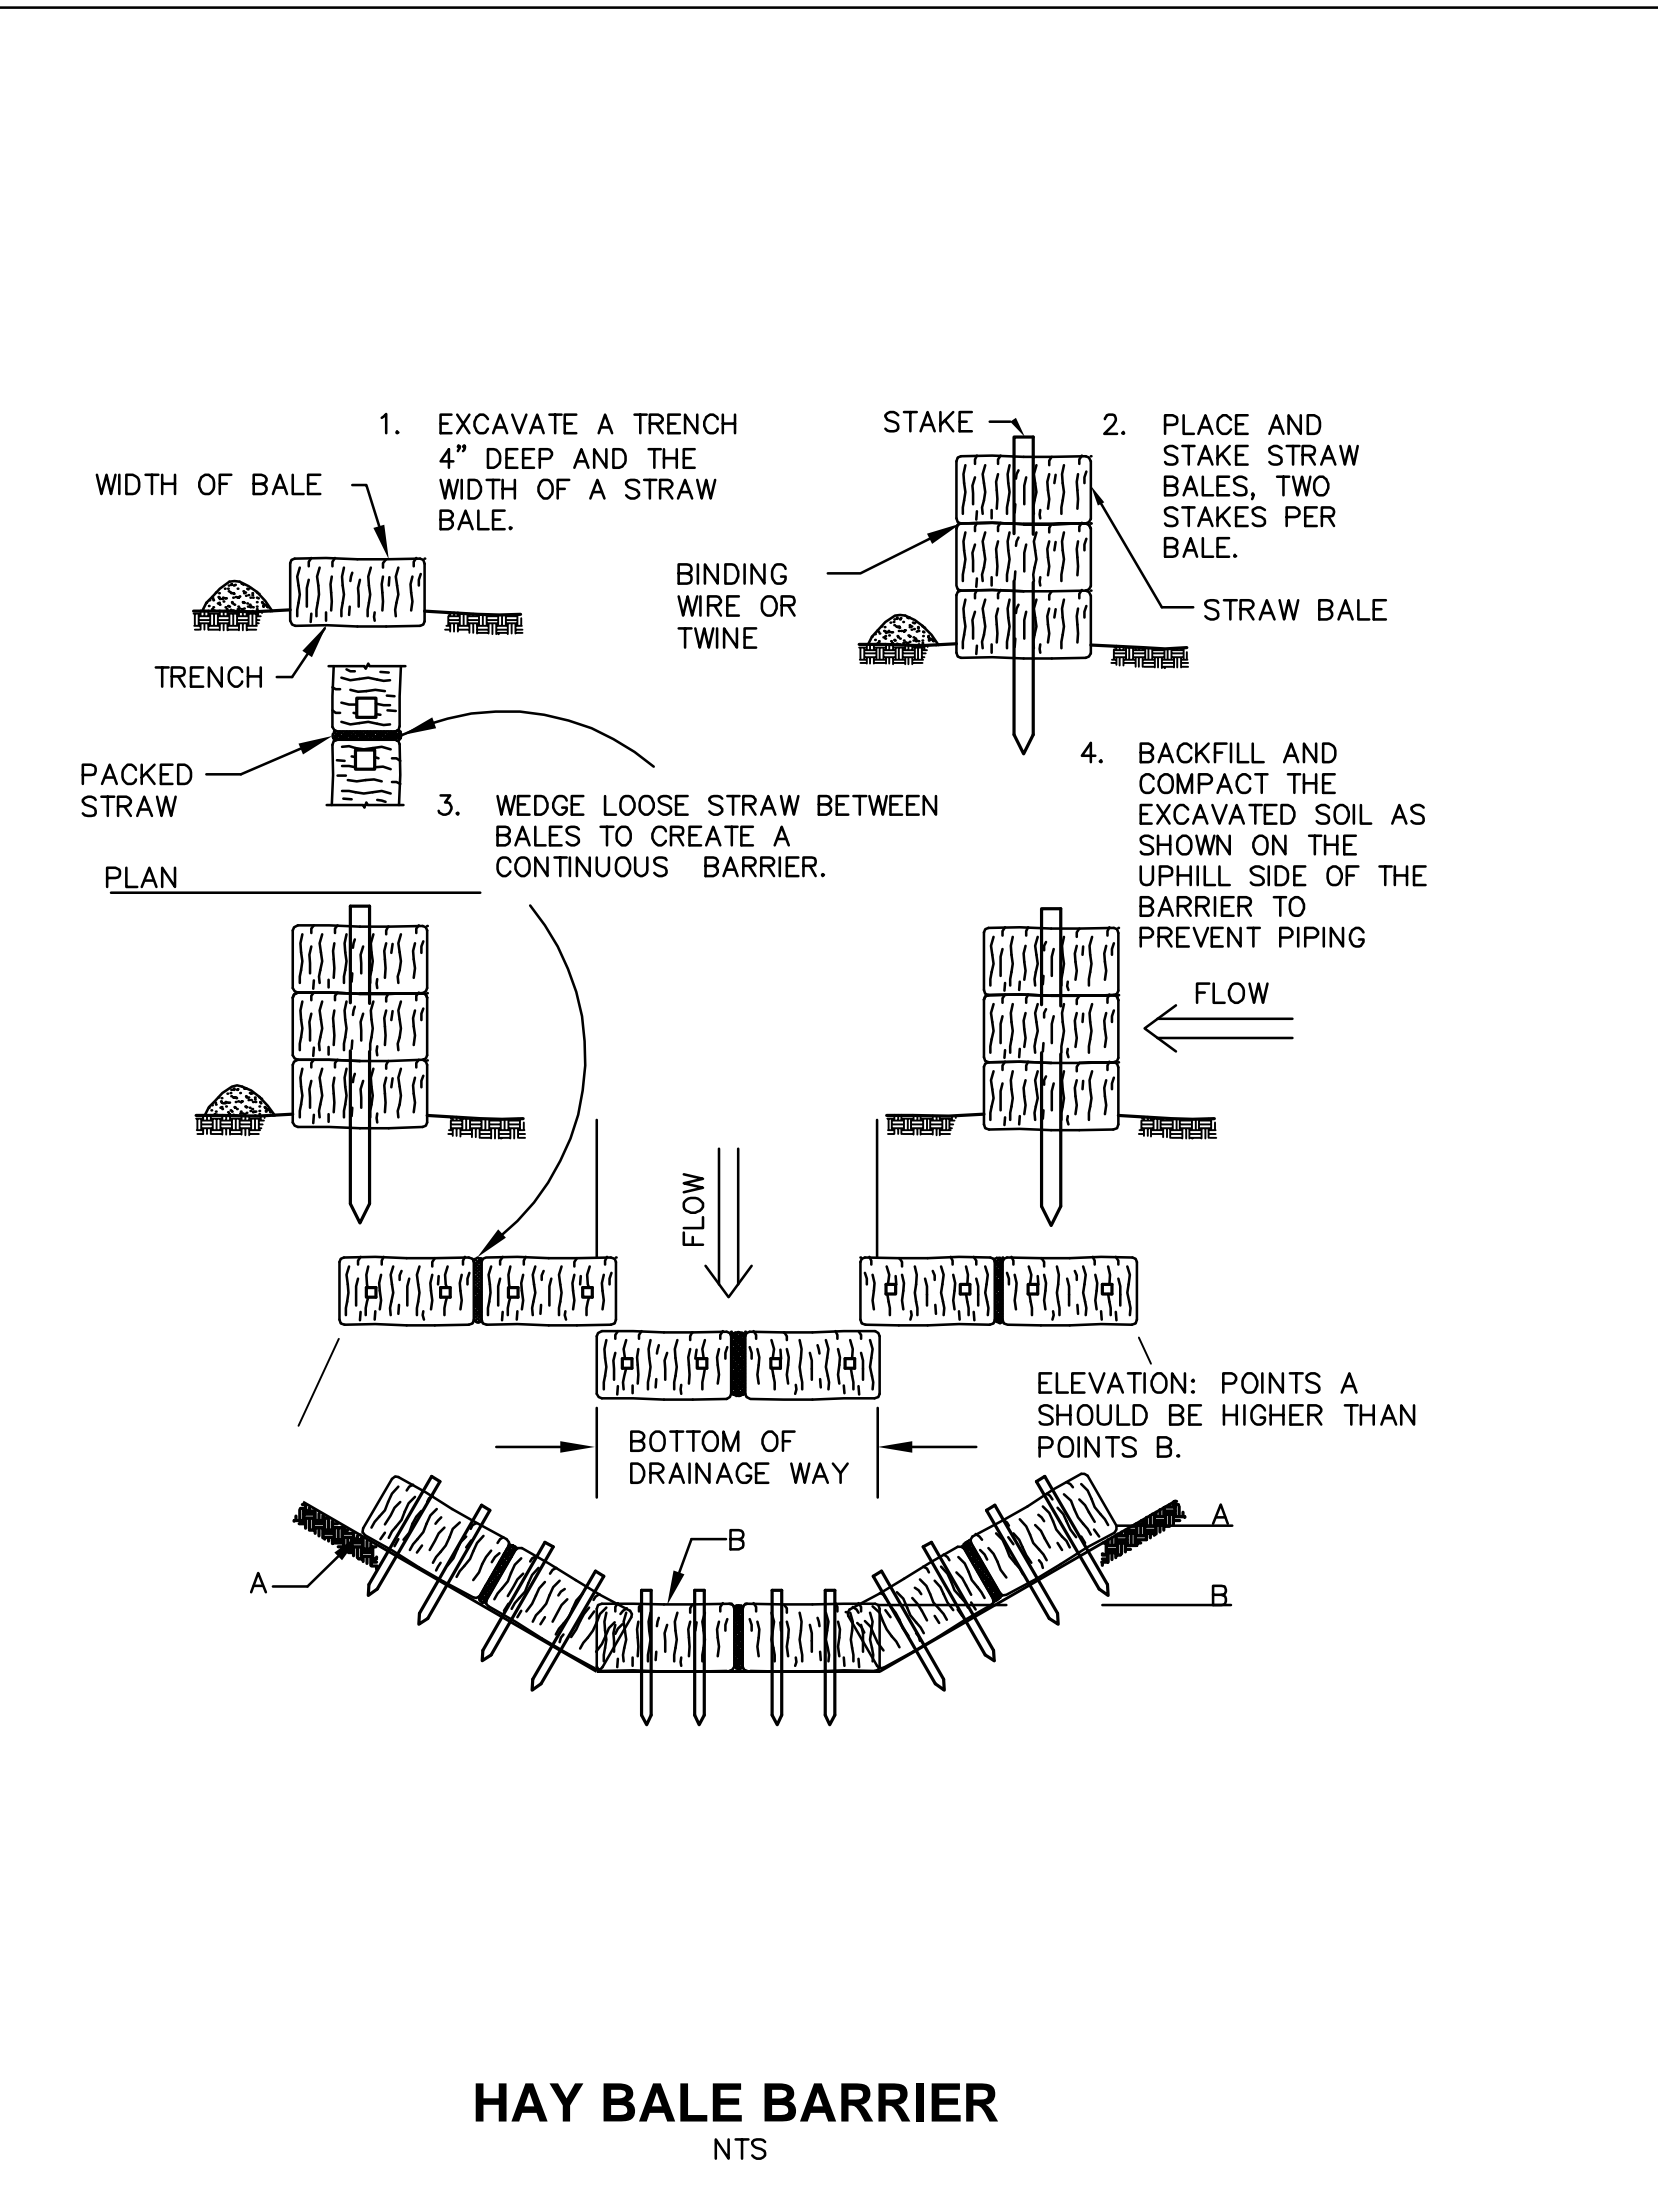 1. EXCAVATE A TRENCH
4" DEEP AND THE
WIDTH OF A STRAW
BALE.
WIDTH OF BALE
TRENCH
STAKE
2. PLACE AND
STAKE STRAW
BALES, TWO
STAKES PER
BALE.
BINDING
WIRE OR
TWINE
STRAW BALE
PACKED
STRAW
3. WEDGE LOOSE STRAW BETWEEN
BALES TO CREATE A
CONTINUOUS BARRIER.
4. BACKFILL AND
COMPACT THE
EXCAVATED SOIL AS
SHOWN ON THE
UPHILL SIDE OF THE
BARRIER TO
PREVENT PIPING
PLAN
FLOW
FLOW
ELEVATION: POINTS A
SHOULD BE HIGHER THAN
POINTS B.
BOTTOM OF
DRAINAGE WAY
A
B
A
B
HAY BALE BARRIER
NTS